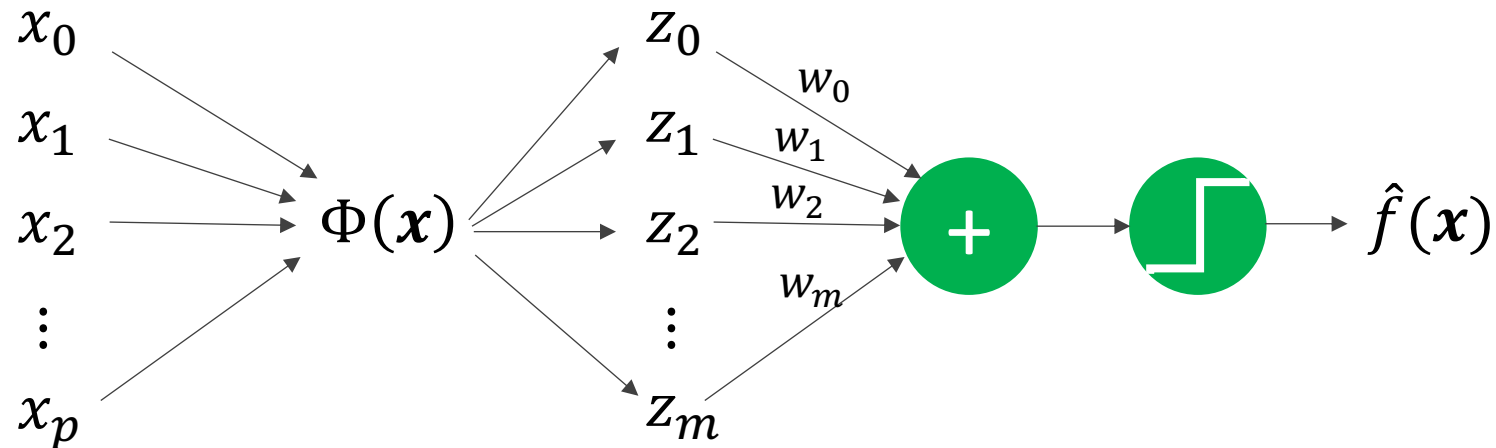 x₀ z₀
w₀
x₁ z₁ w₁
x₂ Φ(𝒙) z₂ w₂ + f̂(𝒙)
⋮ ⋮ wₘ
xₚ zₘ